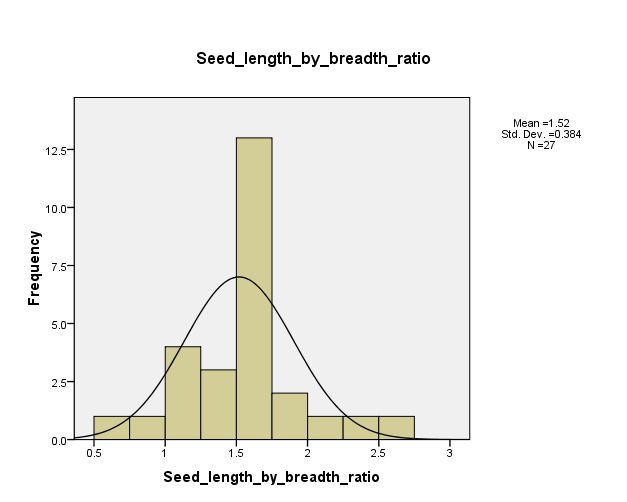 Seed_length_by_breadth_ratio
Mean =1.52
Std. Dev. =0.384
N =27
12.5
10.0
7.5
5.0
2.5
0.0
Frequency
0.5 1 1.5 2 2.5 3
Seed_length_by_breadth_ratio